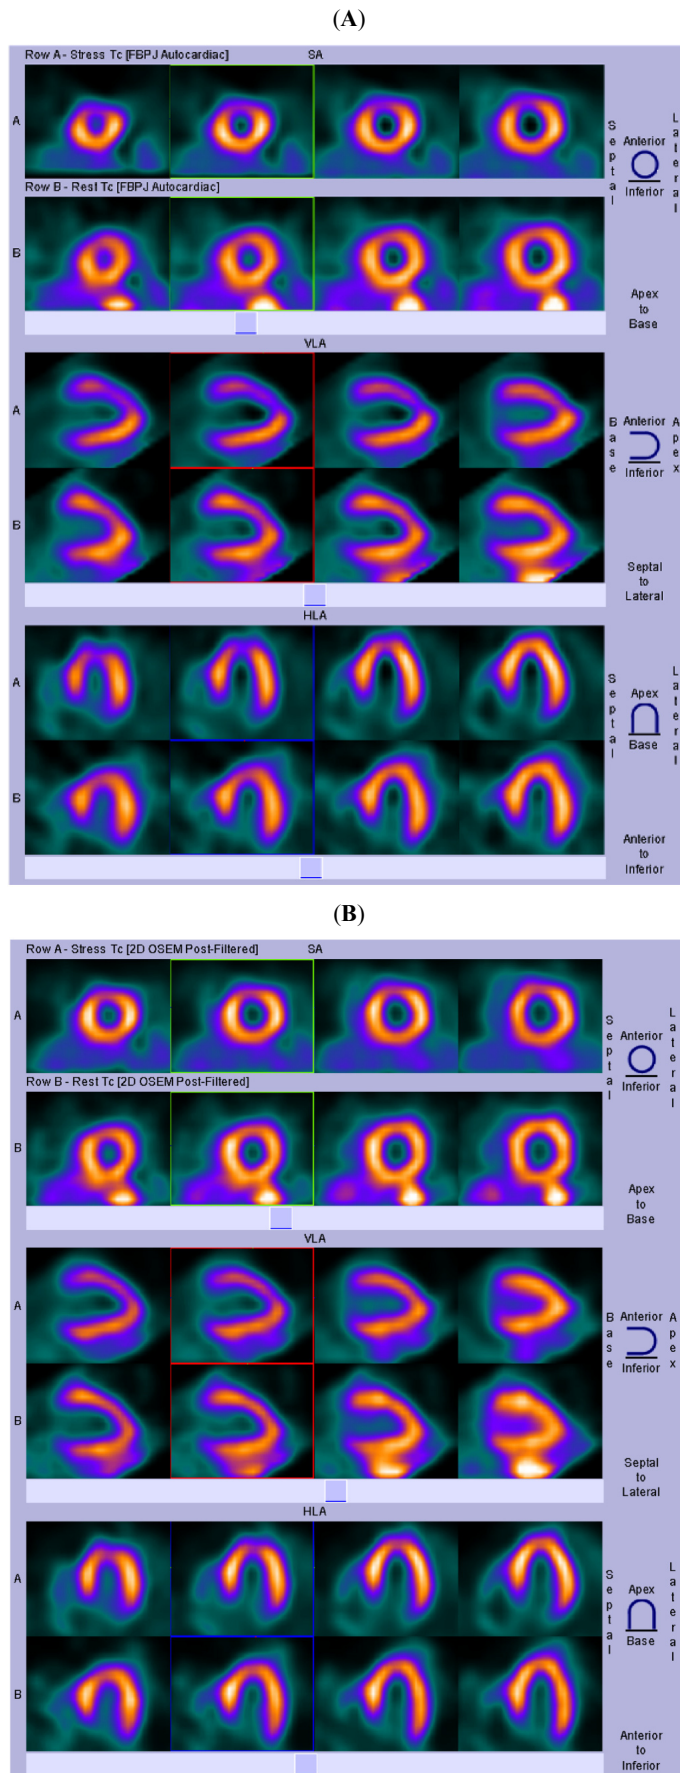 (A)
Row A - Stress Tc [FBPJ Autocardiac] SA
A
Septal
Anterior
Inferior
Lateral
Row B - Rest Tc [FBPJ Autocardiac]
B
Apex
to
Base
VLA
A
Base
Anterior
Inferior
Apex
B
Septal
to
Lateral
HLA
A
Septal
Apex
Base
Lateral
B
Anterior
to
Inferior
(B)
Row A - Stress Tc [2D OSEM Post-Filtered] SA
A
Septal
Anterior
Inferior
Lateral
Row B - Rest Tc [2D OSEM Post-Filtered]
B
Apex
to
Base
VLA
A
Base
Anterior
Inferior
Apex
B
Septal
to
Lateral
HLA
A
Septal
Apex
Base
Lateral
B
Anterior
to
Inferior